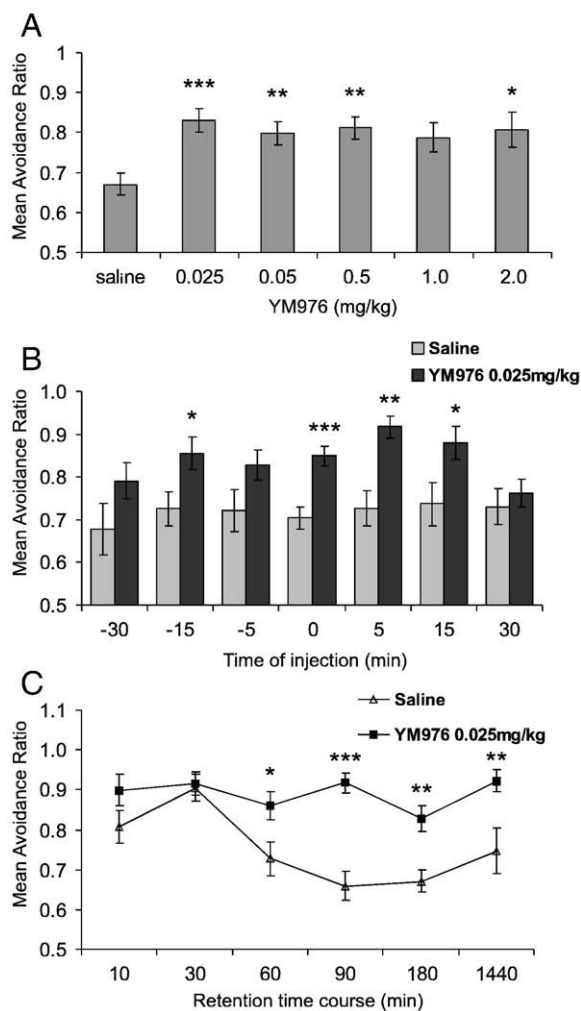 A
Mean Avoidance Ratio
1
0.9
0.8
0.7
0.6
0.5
*** ** ** *
saline 0.025 0.05 0.5 1.0 2.0
YM976 (mg/kg)
B
Saline
YM976 0.025mg/kg
Mean Avoidance Ratio
1.0
0.9
0.8
0.7
0.6
0.5
* *** ** *
-30 -15 -5 0 5 15 30
Time of injection (min)
C
Saline
YM976 0.025mg/kg
Mean Avoidance Ratio
1.1
1.0
0.9
0.8
0.7
0.6
0.5
* *** ** **
10 30 60 90 180 1440
Retention time course (min)